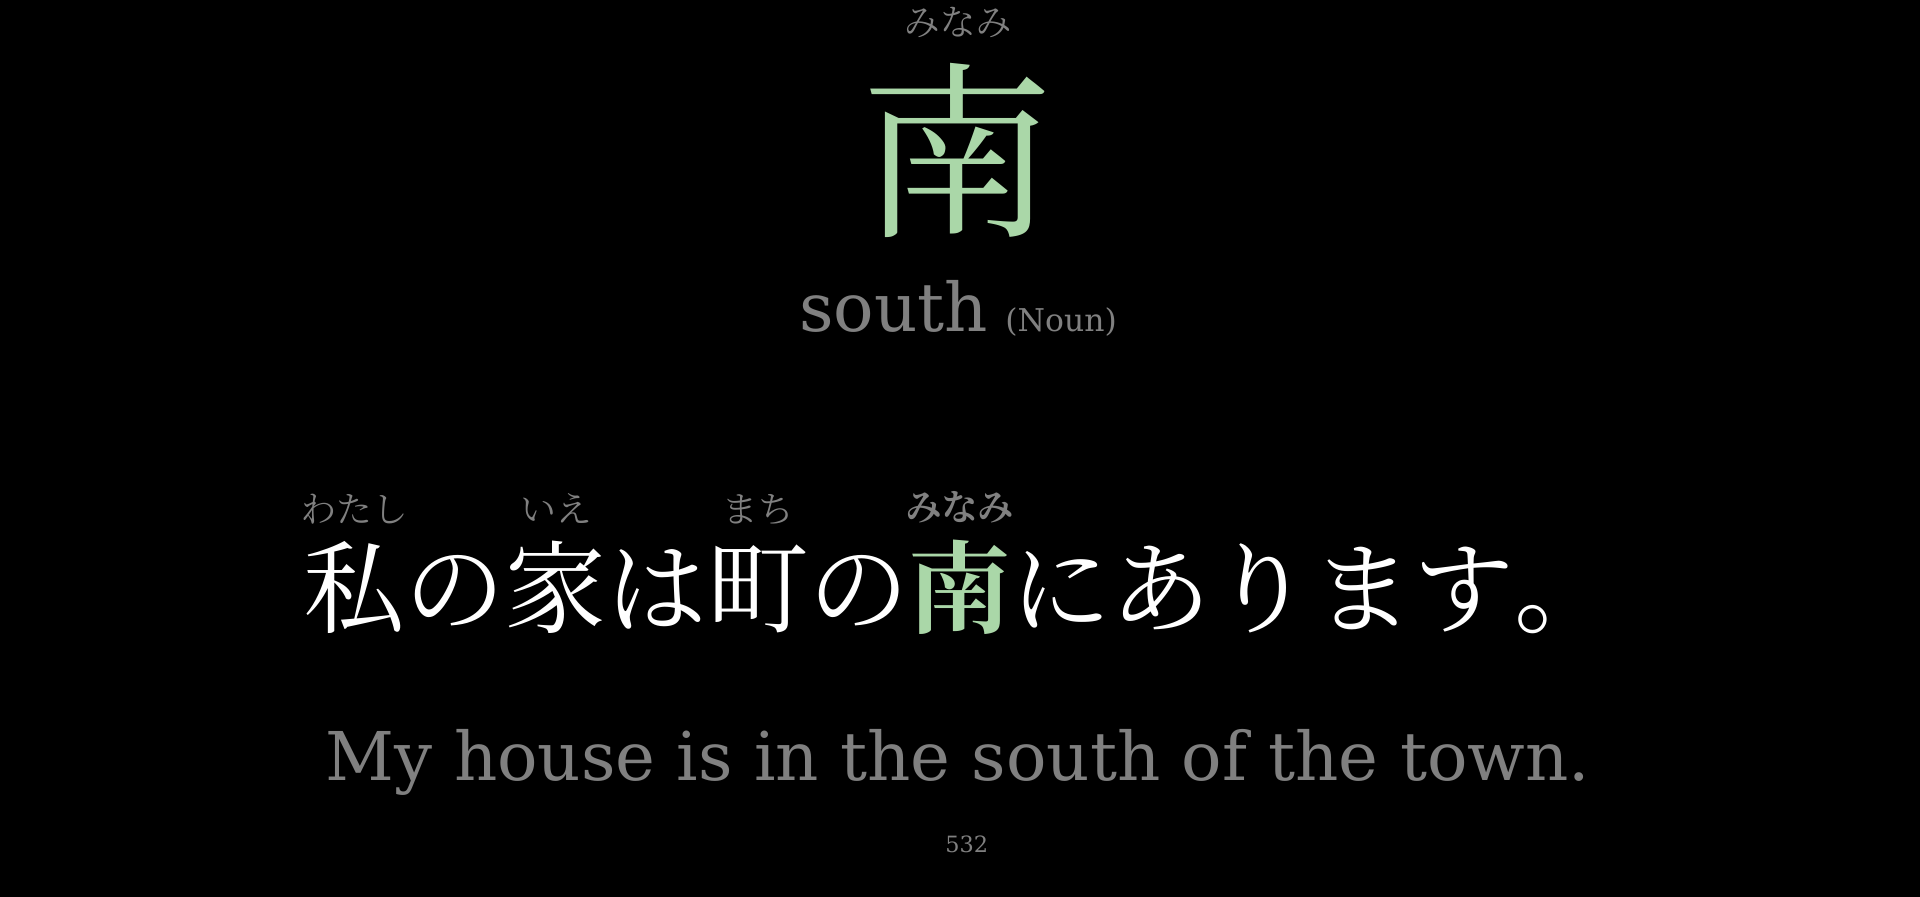 みなみ
南
south (Noun)
わたし いえ まち みなみ
私の家は町の南にあります。
My house is in the south of the town.
532